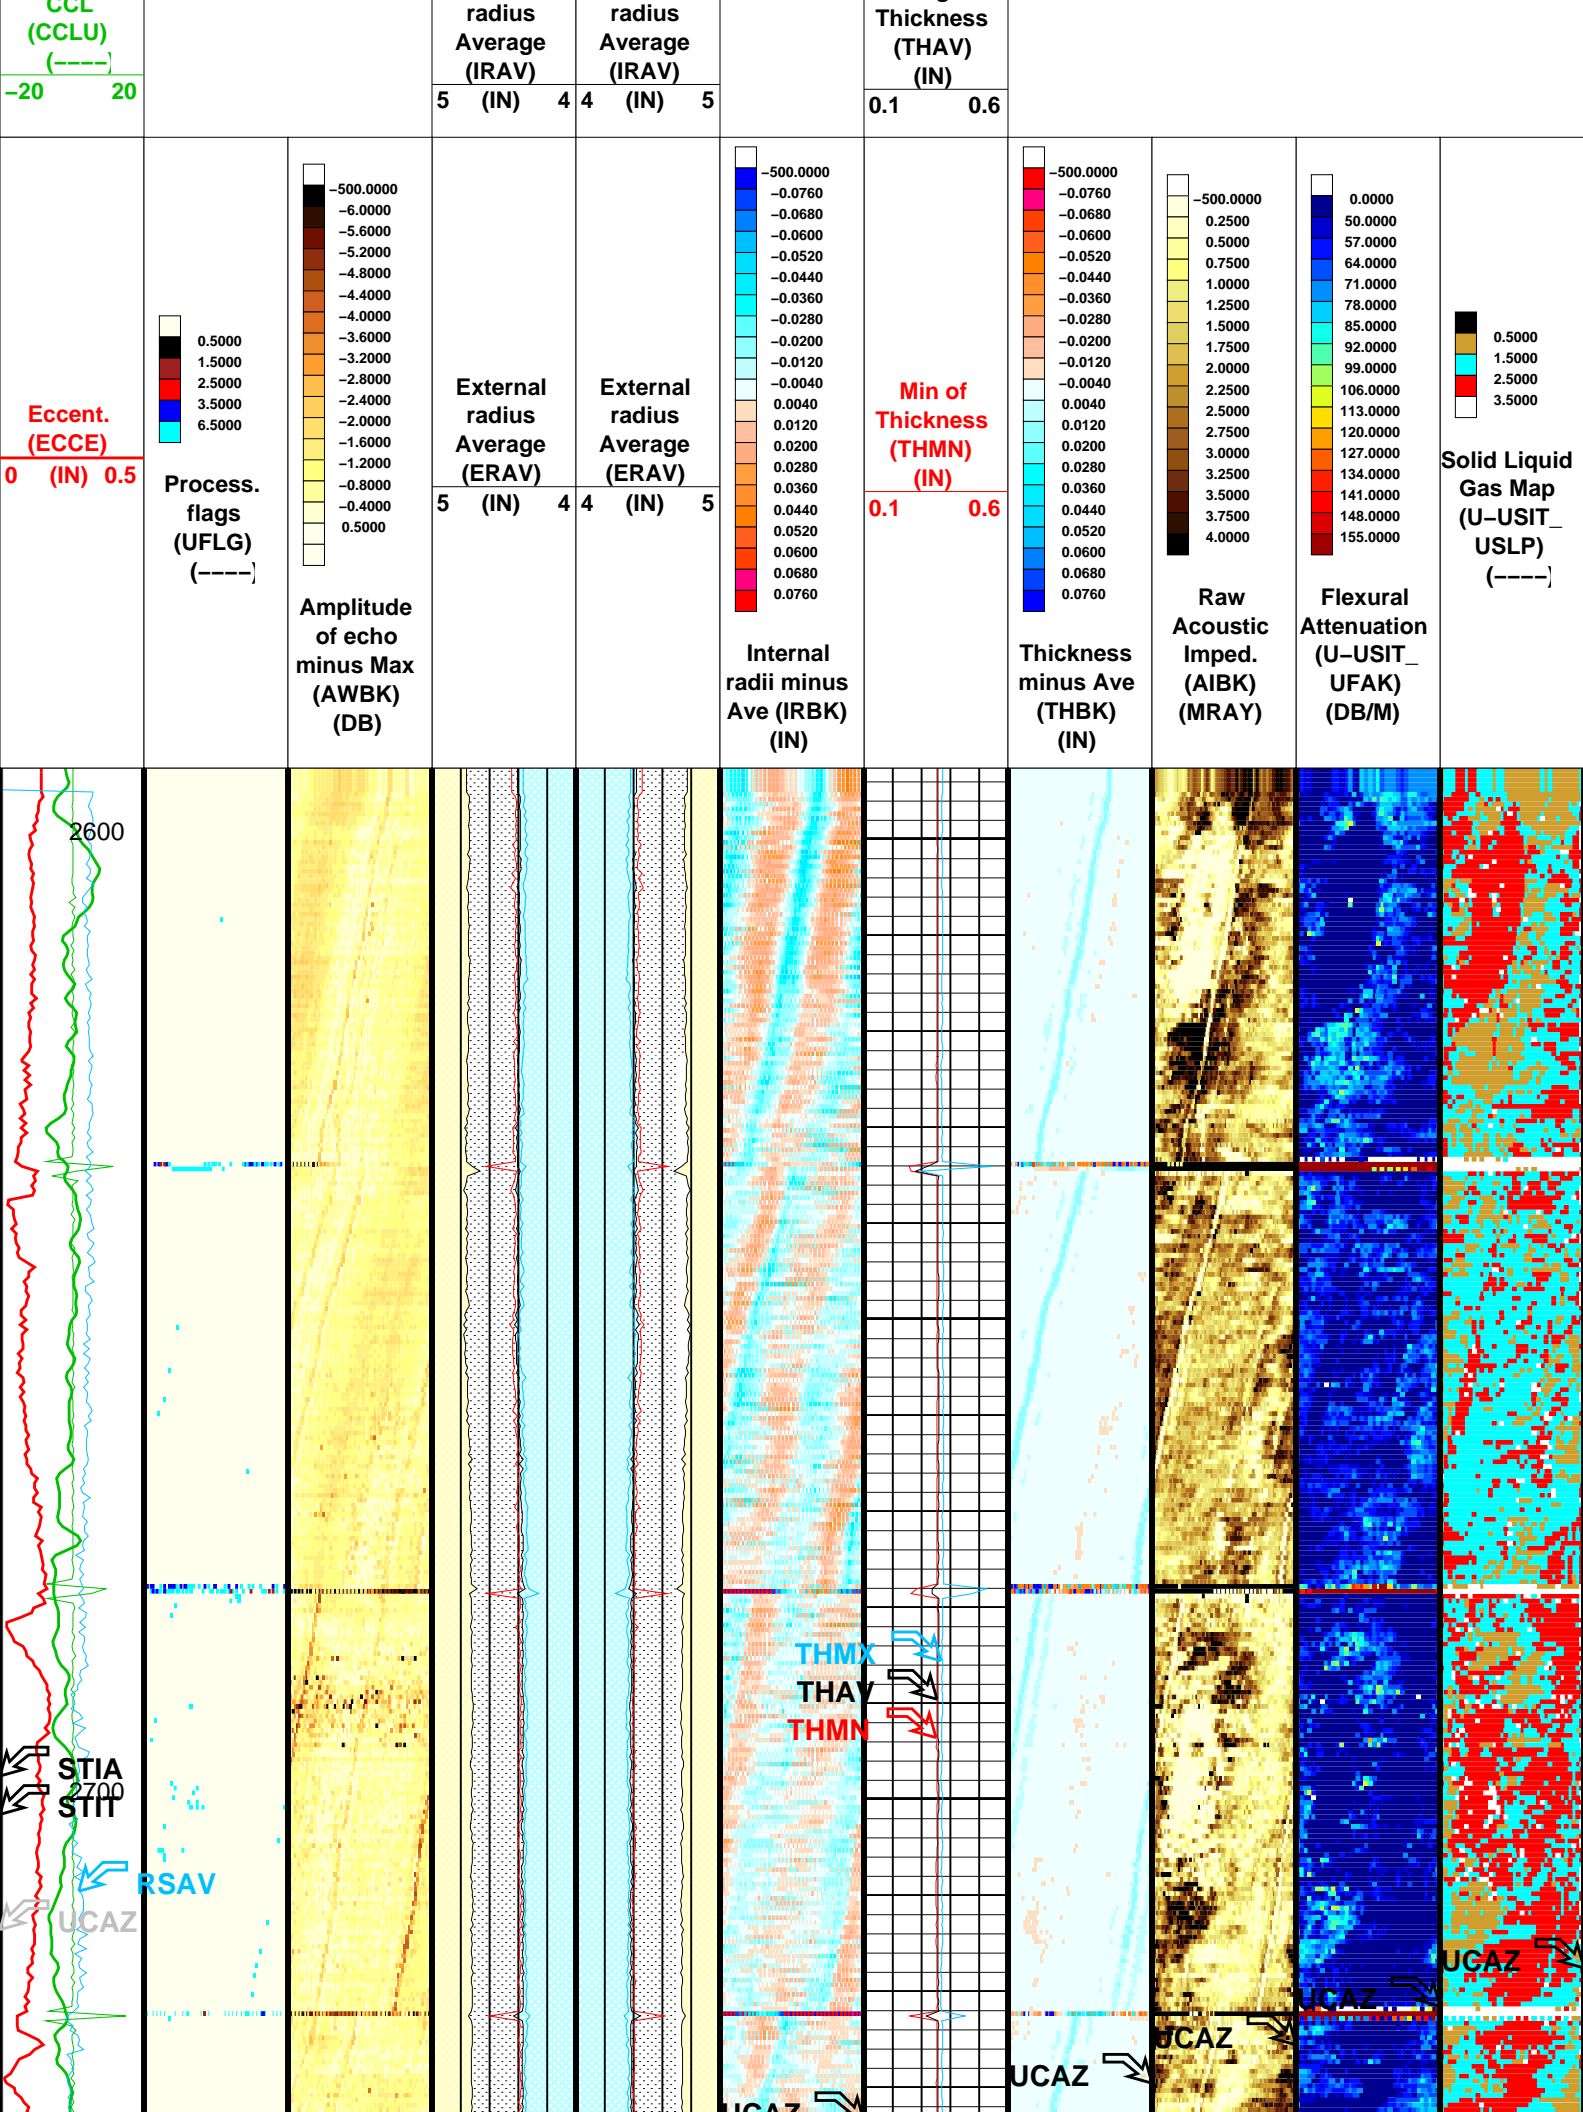 CCL
(CCLU)
(----)
-20 20
radius
Average
(IRAV)
5 (IN) 4
radius
Average
(IRAV)
4 (IN) 5
Thickness
(THAV)
(IN)
0.1 0.6
Eccent.
(ECCE)
0 (IN) 0.5
0.5000
1.5000
2.5000
3.5000
6.5000
Process.
flags
(UFLG)
(----)
-500.0000
-6.0000
-5.6000
-5.2000
-4.8000
-4.4000
-4.0000
-3.6000
-3.2000
-2.8000
-2.4000
-2.0000
-1.6000
-1.2000
-0.8000
-0.4000
0.5000
Amplitude
of echo
minus Max
(AWBK)
(DB)
External
radius
Average
(ERAV)
5 (IN) 4
External
radius
Average
(ERAV)
4 (IN) 5
-500.0000
-0.0760
-0.0680
-0.0600
-0.0520
-0.0440
-0.0360
-0.0280
-0.0200
-0.0120
-0.0040
0.0040
0.0120
0.0200
0.0280
0.0360
0.0440
0.0520
0.0600
0.0680
0.0760
Internal
radii minus
Ave (IRBK)
(IN)
Min of
Thickness
(THMN)
(IN)
0.1 0.6
-500.0000
-0.0760
-0.0680
-0.0600
-0.0520
-0.0440
-0.0360
-0.0280
-0.0200
-0.0120
-0.0040
0.0040
0.0120
0.0200
0.0280
0.0360
0.0440
0.0520
0.0600
0.0680
0.0760
Thickness
minus Ave
(THBK)
(IN)
-500.0000
0.2500
0.5000
0.7500
1.0000
1.2500
1.5000
1.7500
2.0000
2.2500
2.5000
2.7500
3.0000
3.2500
3.5000
3.7500
4.0000
Raw
Acoustic
Imped.
(AIBK)
(MRAY)
0.0000
50.0000
57.0000
64.0000
71.0000
78.0000
85.0000
92.0000
99.0000
106.0000
113.0000
120.0000
127.0000
134.0000
141.0000
148.0000
155.0000
Flexural
Attenuation
(U-USIT_
UFAK)
(DB/M)
0.5000
1.5000
2.5000
3.5000
Solid Liquid
Gas Map
(U-USIT_
USLP)
(----)
2600
THMX
THAV
THMN
STIA
2700
STIT
RSAV
UCAZ
UCAZ
UCAZ
UCAZ
UCAZ
UCAZ